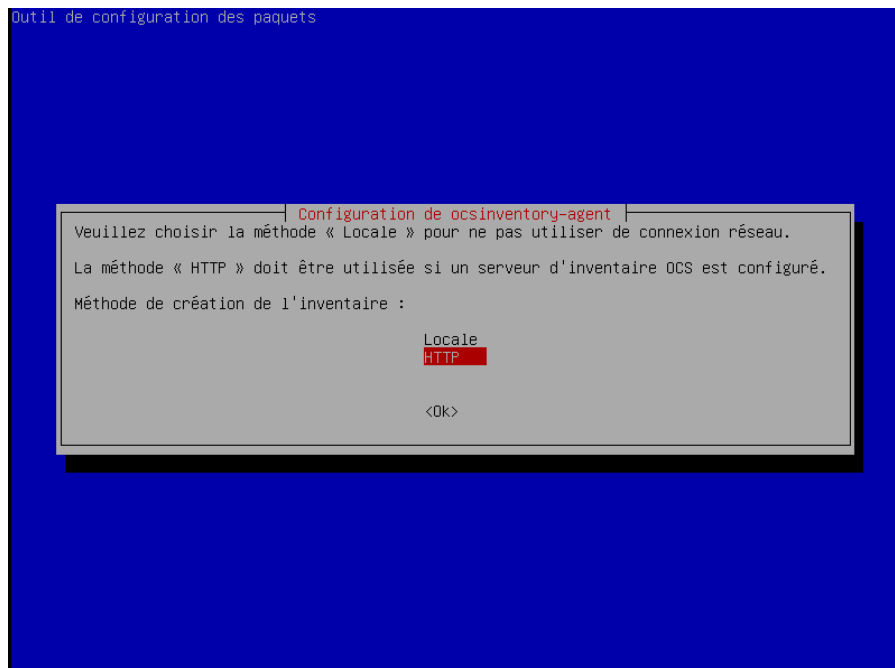 Outil de configuration des paquets
Configuration de ocsinventory-agent
Veuillez choisir la méthode « Locale » pour ne pas utiliser de connexion réseau.
La méthode « HTTP » doit être utilisée si un serveur d'inventaire OCS est configuré.
Méthode de création de l'inventaire :
Locale
HTTP
<Ok>